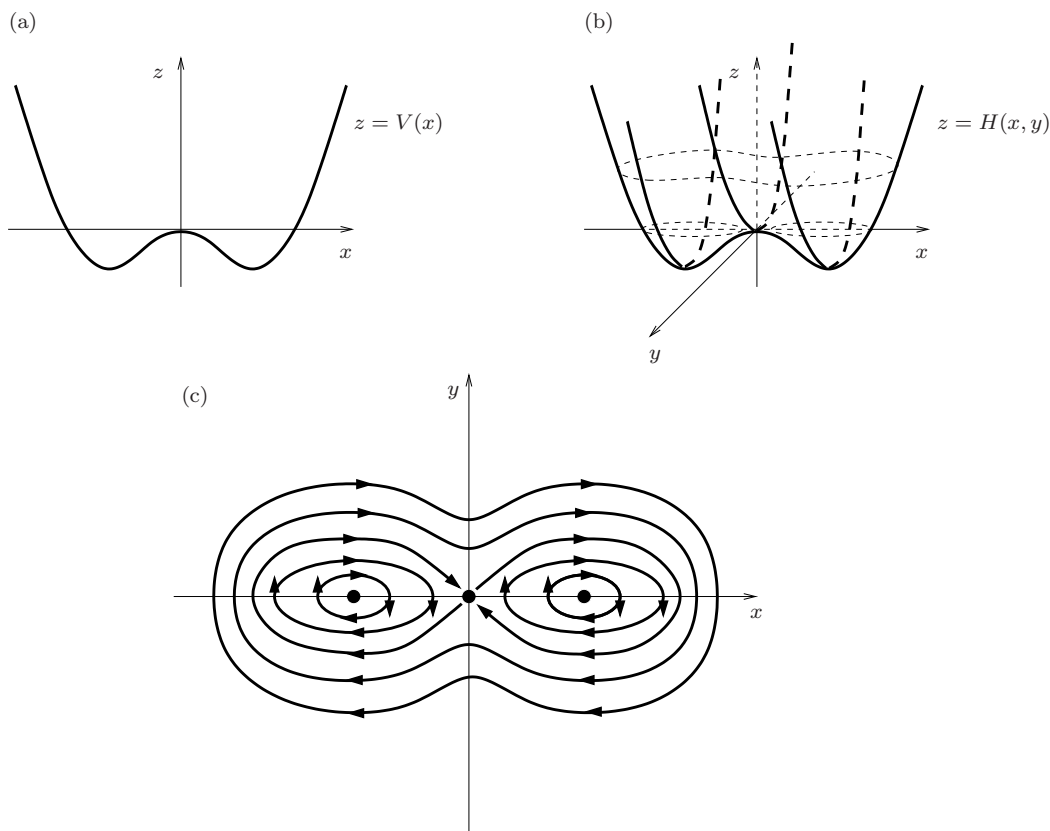 (a)
z
z = V(x)
x
(b)
z
z = H(x, y)
x
y
(c)
y
x